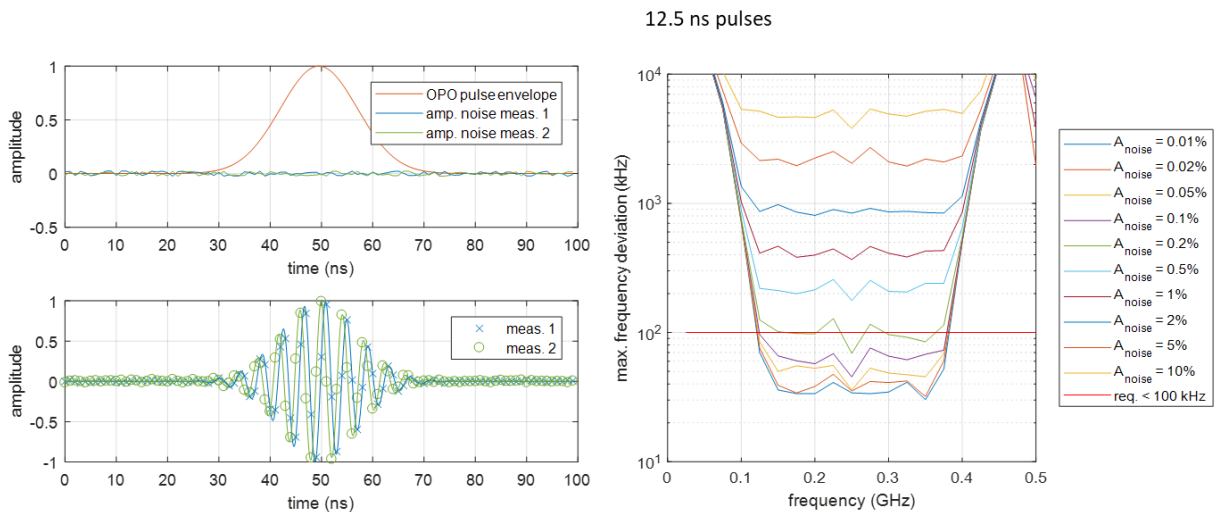 12.5 ns pulses
1
0.5
0
-0.5
amplitude
OPO pulse envelope
amp. noise meas. 1
amp. noise meas. 2
0 10 20 30 40 50 60 70 80 90 100
time (ns)
1
0.5
0
-0.5
-1
amplitude
meas. 1
meas. 2
0 10 20 30 40 50 60 70 80 90 100
time (ns)
10^4
10^3
10^2
10^1
max. frequency deviation (kHz)
0 0.1 0.2 0.3 0.4 0.5
frequency (GHz)
A_noise = 0.01%
A_noise = 0.02%
A_noise = 0.05%
A_noise = 0.1%
A_noise = 0.2%
A_noise = 0.5%
A_noise = 1%
A_noise = 2%
A_noise = 5%
A_noise = 10%
req. < 100 kHz